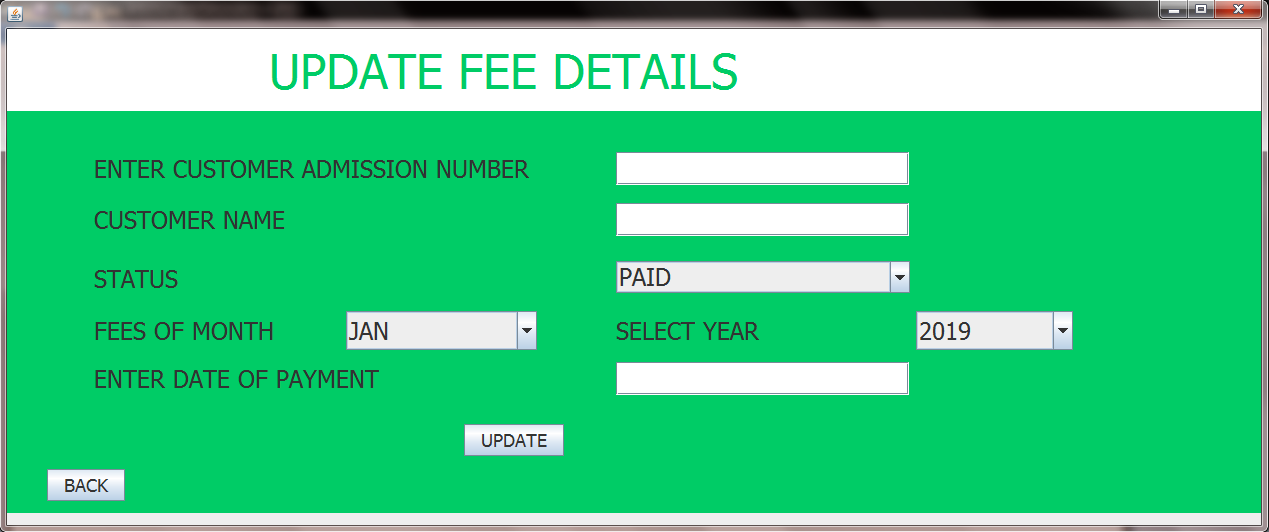 UPDATE FEE DETAILS
ENTER CUSTOMER ADMISSION NUMBER
CUSTOMER NAME
STATUS PAID
FEES OF MONTH JAN SELECT YEAR 2019
ENTER DATE OF PAYMENT
UPDATE
BACK